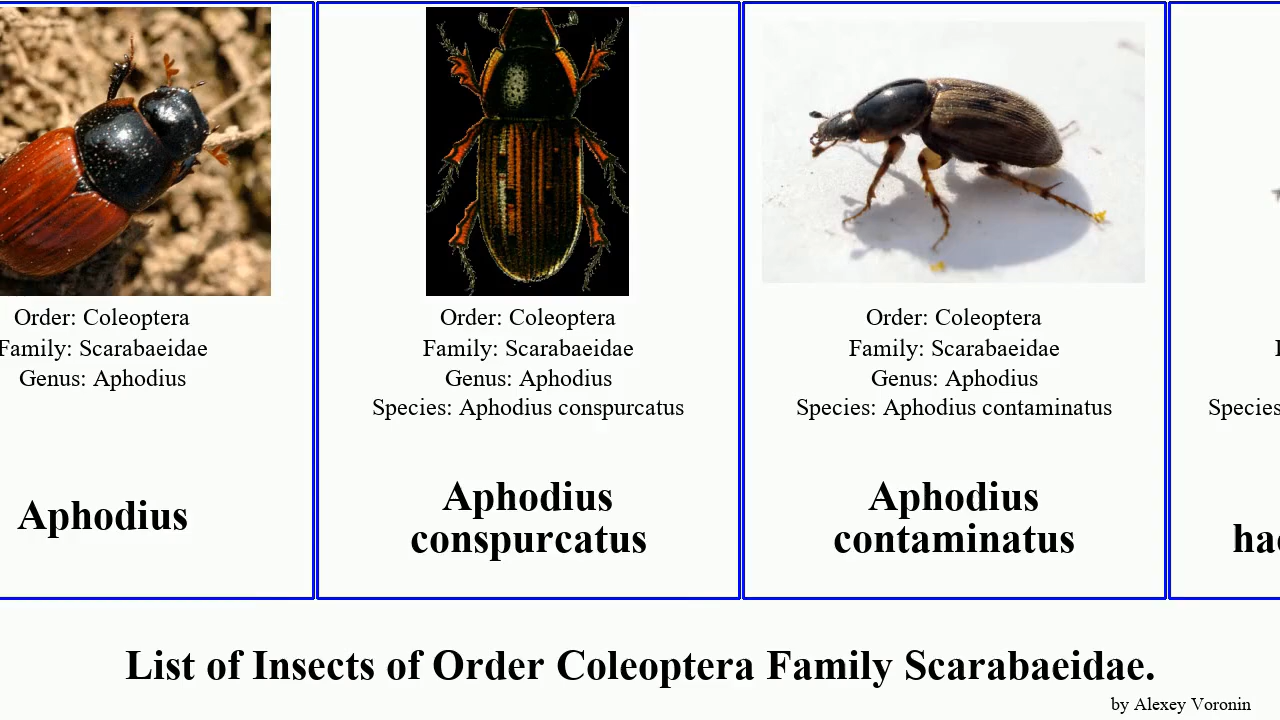 Order: Coleoptera
Family: Scarabaeidae
Genus: Aphodius
Aphodius
Order: Coleoptera
Family: Scarabaeidae
Genus: Aphodius
Species: Aphodius conspurcatus
Aphodius
conspurcatus
Order: Coleoptera
Family: Scarabaeidae
Genus: Aphodius
Species: Aphodius contaminatus
Aphodius
contaminatus
Species
List of Insects of Order Coleoptera Family Scarabaeidae.
by Alexey Voronin